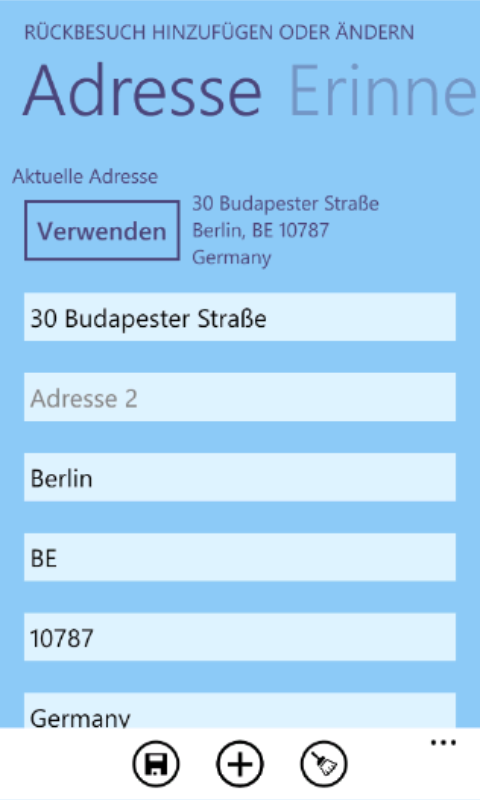 RÜCKBESUCH HINZUFÜGEN ODER ÄNDERN
Adresse Erinne
Aktuelle Adresse
Verwenden
30 Budapester Straße
Berlin, BE 10787
Germany
30 Budapester Straße
Adresse 2
Berlin
BE
10787
Germany